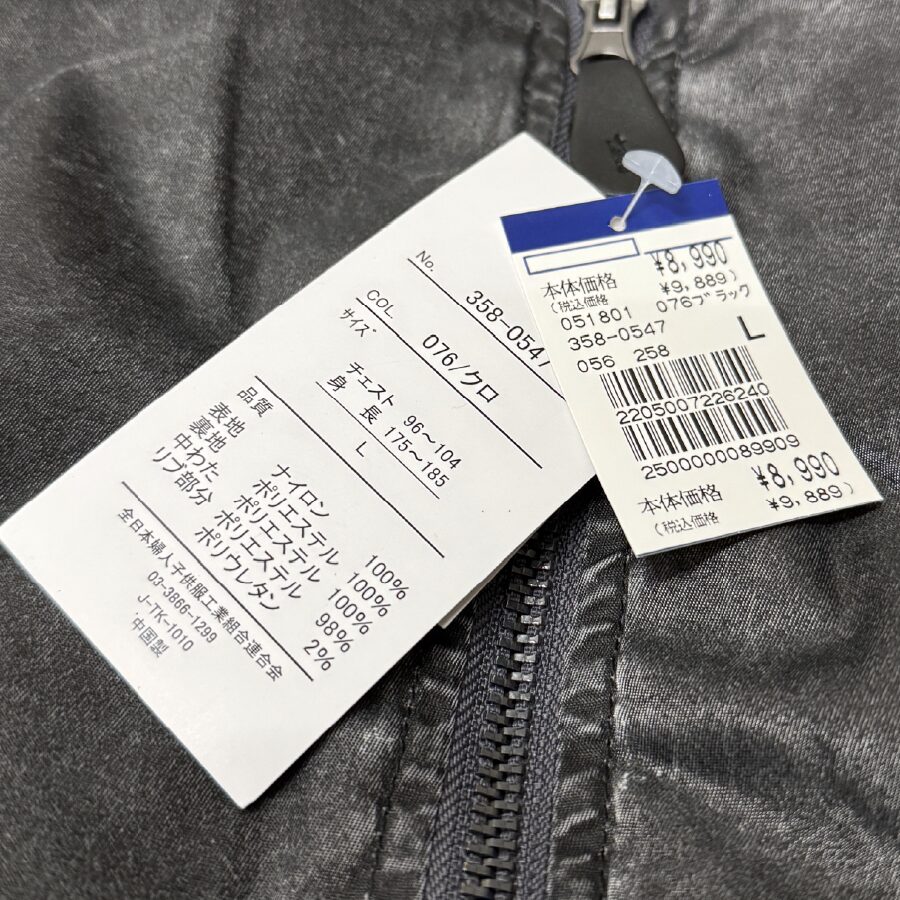 No. 358-0547
COL 076/クロ
サイズ チェスト 96～104
身 長 175～185
L
品質
表地 ナイロン 100%
裏地 ポリエステル 100%
中わた ポリエステル 100%
リブ部分 ポリエステル 98%
ポリウレタン 2%
全日本婦人子供服工業組合連合会
03-3866-1299
J-TK-1010
中国製
本体価格 ¥8,990
(税込価格 ¥9,889)
051801 076ブラック
358-0547 L
056 258
2205007226240
2500000089909
本体価格 ¥8,990
(税込価格 ¥9,889)